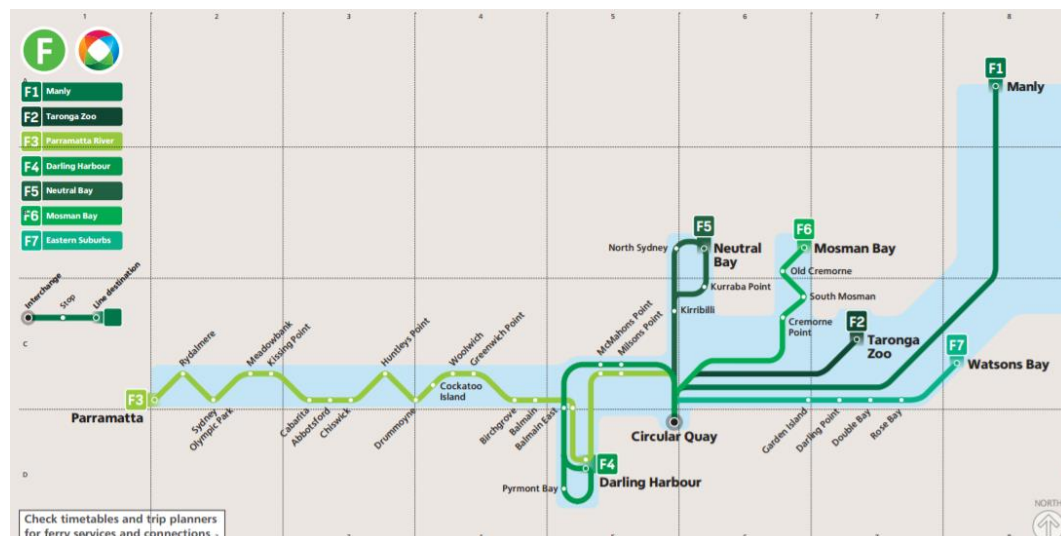 1 2 3 4 5 6 7 8
F
F1 Manly
F2 Taronga Zoo
F3 Parramatta River
F4 Darling Harbour
F5 Neutral Bay
F6 Mosman Bay
F7 Eastern Suburbs
Interchange
Stop
Line destination
C
D
F1
Manly
F5
North Sydney
Neutral
Bay
Kurraba Point
Kirribilli
F6
Mosman Bay
Old Cremorne
South Mosman
Cremorne
Point
F2
Taronga
Zoo
F7
Watsons Bay
F3
Parramatta
Rydalmere
Sydney
Olympic Park
Meadowbank
Kissing Point
Cabarita
Abbotsford
Chiswick
Huntleys Point
Drummoyne
Woolwich
Greenwich Point
Cockatoo
Island
Birchgrove
Balmain
Balmain East
McMahons Point
Milsons Point
Circular Quay
Garden Island
Darling Point
Double Bay
Rose Bay
F4
Darling Harbour
Pyrmont Bay
Check timetables and trip planners
for ferry services and connections
NORTH